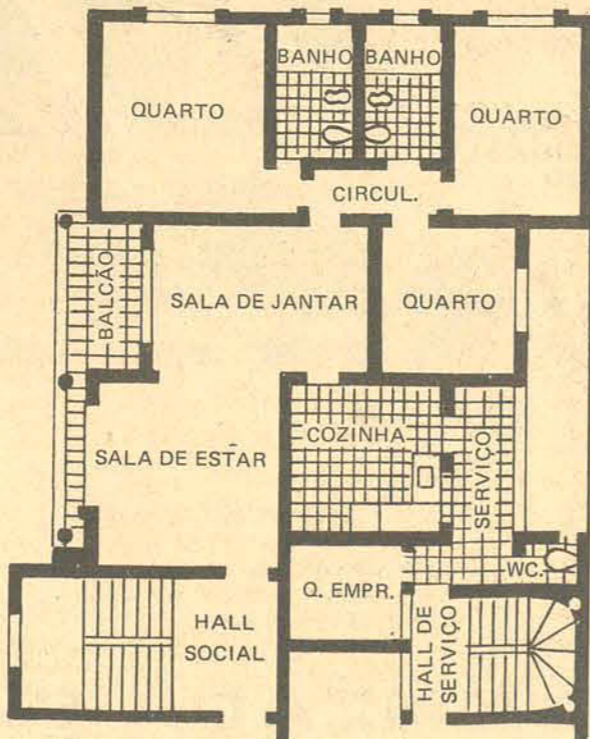 BANHO
BANHO
QUARTO
QUARTO
CIRCUL.
BALCÃO
SALA DE JANTAR
QUARTO
COZINHA
SALA DE ESTAR
SERVIÇO
WC.
Q. EMPR.
HALL
SOCIAL
HALL DE
SERVIÇO